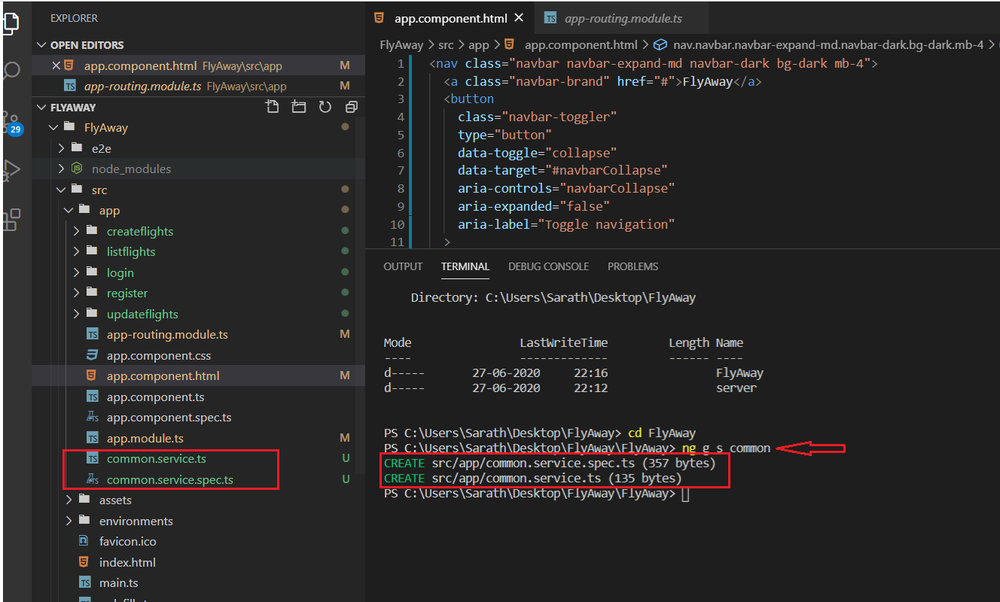 EXPLORER
OPEN EDITORS
app.component.html FlyAway\src\app M
TS app-routing.module.ts FlyAway\src\app M
FLYAWAY
FlyAway
e2e
node_modules
src
app
createflights
listflights
login
register
updateflights
TS app-routing.module.ts M
app.component.css
app.component.html M
TS app.component.ts
TS app.component.spec.ts
TS app.module.ts M
TS common.service.ts U
TS common.service.spec.ts U
assets
environments
favicon.ico
index.html
TS main.ts
29
app.component.html TS app-routing.module.ts
FlyAway > src > app > app.component.html > nav.navbar.navbar-expand-md.navbar-dark.bg-dark.mb-4 >
1 <nav class="navbar navbar-expand-md navbar-dark bg-dark mb-4">
2 <a class="navbar-brand" href="#">FlyAway</a>
3 <button
4 class="navbar-toggler"
5 type="button"
6 data-toggle="collapse"
7 data-target="#navbarCollapse"
8 aria-controls="navbarCollapse"
9 aria-expanded="false"
10 aria-label="Toggle navigation"
11 >
OUTPUT TERMINAL DEBUG CONSOLE PROBLEMS
Directory: C:\Users\Sarath\Desktop\FlyAway
Mode LastWriteTime Length Name
---- ------------- ------ ----
d----- 27-06-2020 22:16 FlyAway
d----- 27-06-2020 22:12 server
PS C:\Users\Sarath\Desktop\FlyAway> cd FlyAway
PS C:\Users\Sarath\Desktop\FlyAway\FlyAway> ng g s common
CREATE src/app/common.service.spec.ts (357 bytes)
CREATE src/app/common.service.ts (135 bytes)
PS C:\Users\Sarath\Desktop\FlyAway\FlyAway>